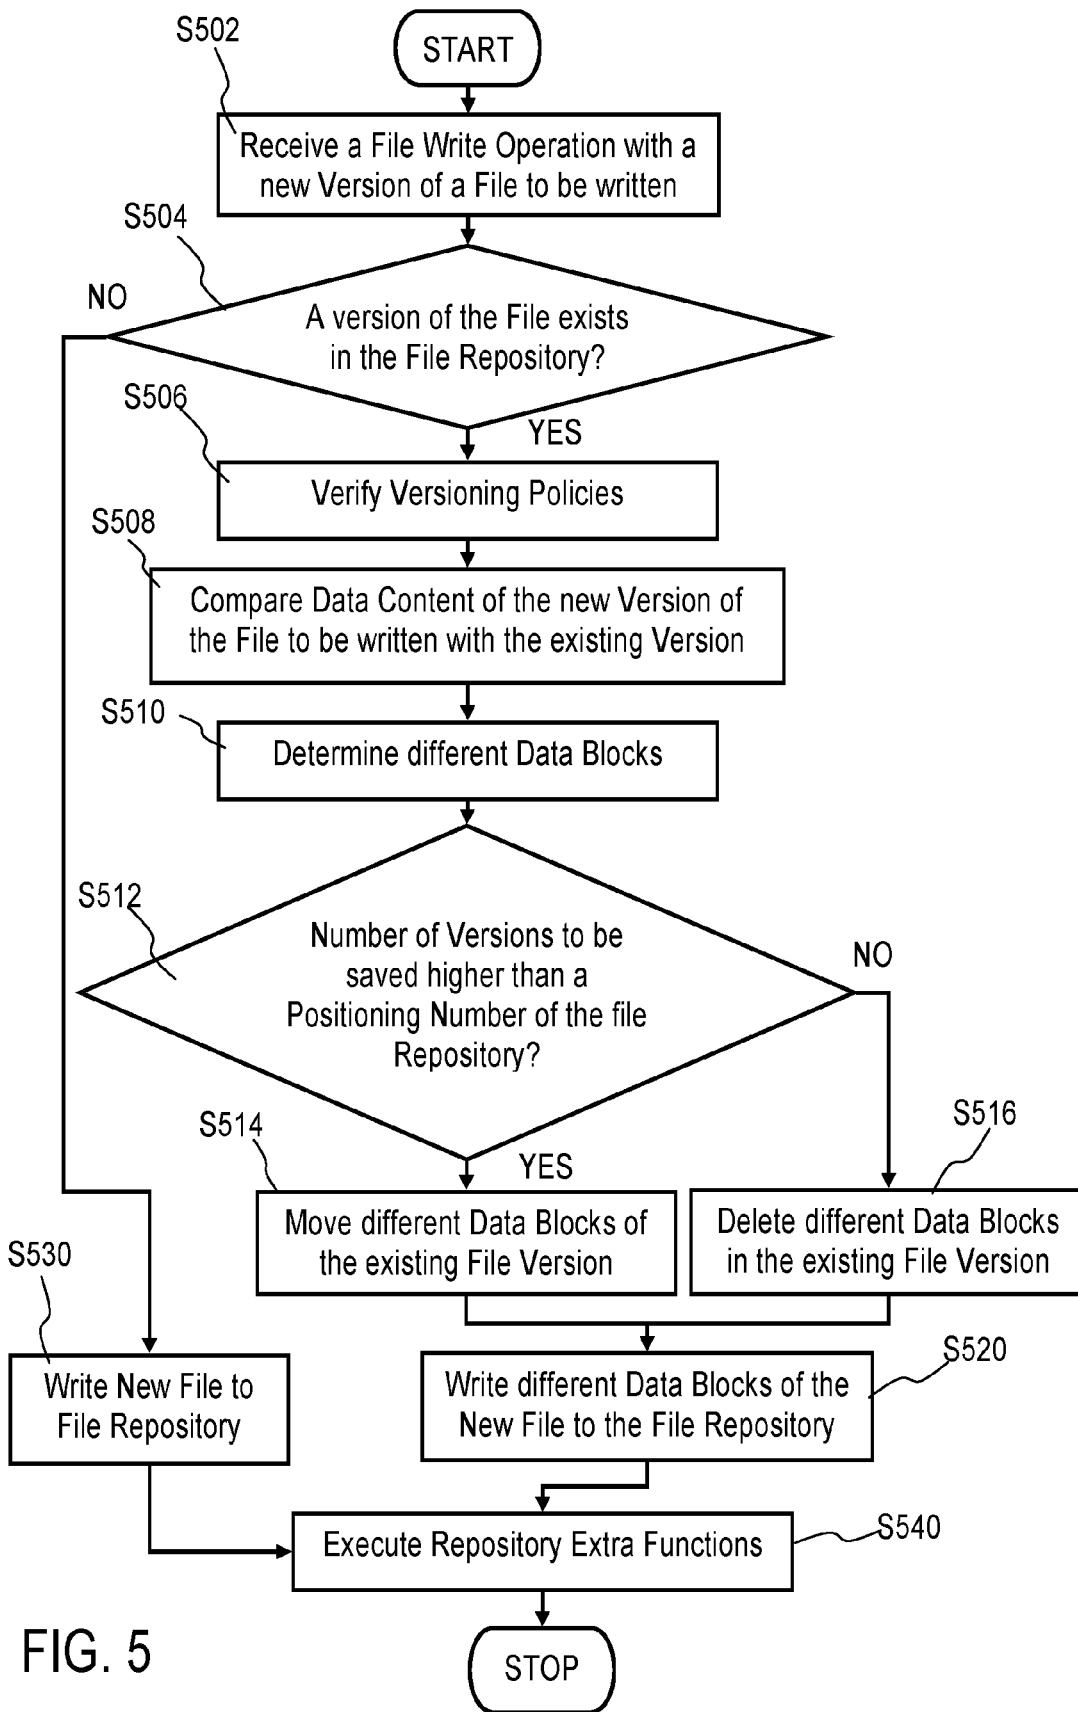 S502
START
Receive a File Write Operation with a
new Version of a File to be written
S504
NO
A version of the File exists
in the File Repository?
S506
YES
Verify Versioning Policies
S508
Compare Data Content of the new Version of
the File to be written with the existing Version
S510
Determine different Data Blocks
S512
Number of Versions to be
saved higher than a
Positioning Number of the file
Repository?
NO
S514
YES
S516
Move different Data Blocks of
the existing File Version
Delete different Data Blocks
in the existing File Version
S530
Write New File to
File Repository
S520
Write different Data Blocks of the
New File to the File Repository
S540
Execute Repository Extra Functions
STOP
FIG. 5